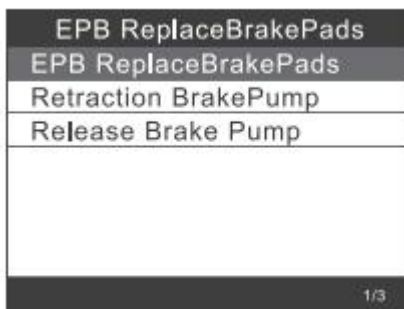 EPB ReplaceBrakePads
EPB ReplaceBrakePads
Retraction BrakePump
Release Brake Pump
1/3